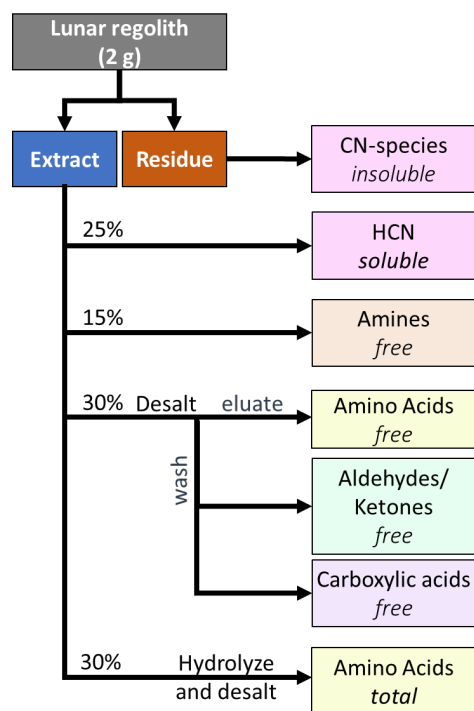 Lunar regolith
(2 g)
Extract
Residue
CN-species
insoluble
25%
HCN
soluble
15%
Amines
free
30%
Desalt
eluate
Amino Acids
free
wash
Aldehydes/
Ketones
free
Carboxylic acids
free
30%
Hydrolyze
and desalt
Amino Acids
total